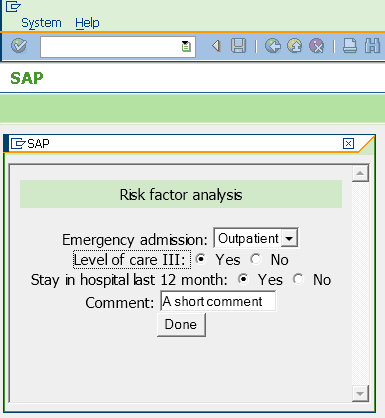 System Help
SAP
SAP
Risk factor analysis
Emergency admission: Outpatient
Level of care III: Yes No
Stay in hospital last 12 month: Yes No
Comment: A short comment
Done